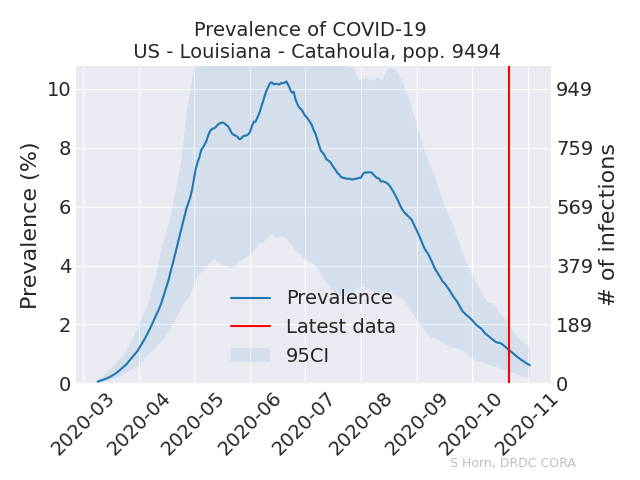 Prevalence of COVID-19
US - Louisiana - Catahoula, pop. 9494
Prevalence (%)
10
8
6
4
2
0
949
759
569
379
189
0
# of infections
Prevalence
Latest data
95CI
2020-03
2020-04
2020-05
2020-06
2020-07
2020-08
2020-09
2020-10
2020-11
S Horn, DRDC CORA